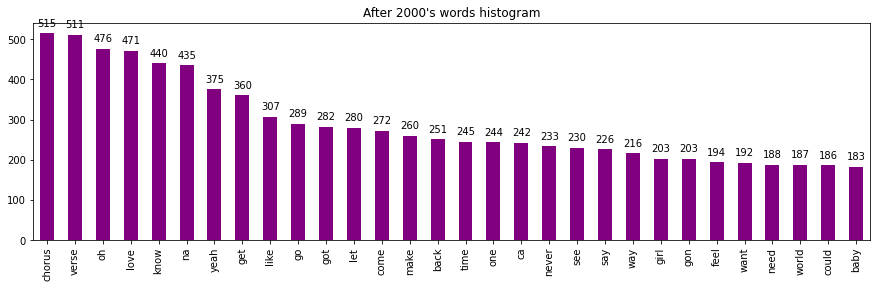 After 2000's words histogram
515 511 476 471 440 435 375 360 307 289 282 280 272 260 251 245 244 242 233 230 226 216 203 203 194 192 188 187 186 183
500
400
300
200
100
0
chorus verse oh love know na yeah get like go got let come make back time one ca never see say way girl gon feel want need world could baby